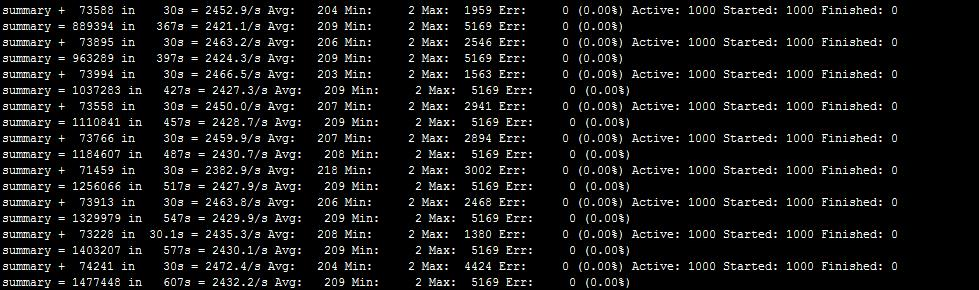 summary +  73588 in    30s = 2452.9/s Avg:   204 Min:     2 Max:  1959 Err:     0 (0.00%) Active: 1000 Started: 1000 Finished: 0
summary = 889394 in   367s = 2421.1/s Avg:   209 Min:     2 Max:  5169 Err:     0 (0.00%)
summary +  73895 in    30s = 2463.2/s Avg:   206 Min:     2 Max:  2546 Err:     0 (0.00%) Active: 1000 Started: 1000 Finished: 0
summary = 963289 in   397s = 2424.3/s Avg:   209 Min:     2 Max:  5169 Err:     0 (0.00%)
summary +  73994 in    30s = 2466.5/s Avg:   203 Min:     2 Max:  1563 Err:     0 (0.00%) Active: 1000 Started: 1000 Finished: 0
summary = 1037283 in   427s = 2427.3/s Avg:   209 Min:     2 Max:  5169 Err:     0 (0.00%)
summary +  73558 in    30s = 2450.0/s Avg:   207 Min:     2 Max:  2941 Err:     0 (0.00%) Active: 1000 Started: 1000 Finished: 0
summary = 1110841 in   457s = 2428.7/s Avg:   209 Min:     2 Max:  5169 Err:     0 (0.00%)
summary +  73766 in    30s = 2459.9/s Avg:   207 Min:     2 Max:  2894 Err:     0 (0.00%) Active: 1000 Started: 1000 Finished: 0
summary = 1184607 in   487s = 2430.7/s Avg:   208 Min:     2 Max:  5169 Err:     0 (0.00%)
summary +  71459 in    30s = 2382.9/s Avg:   218 Min:     2 Max:  3002 Err:     0 (0.00%) Active: 1000 Started: 1000 Finished: 0
summary = 1256066 in   517s = 2427.9/s Avg:   209 Min:     2 Max:  5169 Err:     0 (0.00%)
summary +  73913 in    30s = 2463.8/s Avg:   206 Min:     2 Max:  2468 Err:     0 (0.00%) Active: 1000 Started: 1000 Finished: 0
summary = 1329979 in   547s = 2429.9/s Avg:   209 Min:     2 Max:  5169 Err:     0 (0.00%)
summary +  73228 in  30.1s = 2435.3/s Avg:   208 Min:     2 Max:  1380 Err:     0 (0.00%) Active: 1000 Started: 1000 Finished: 0
summary = 1403207 in   577s = 2430.1/s Avg:   209 Min:     2 Max:  5169 Err:     0 (0.00%)
summary +  74241 in    30s = 2472.4/s Avg:   204 Min:     2 Max:  4424 Err:     0 (0.00%) Active: 1000 Started: 1000 Finished: 0
summary = 1477448 in   607s = 2432.2/s Avg:   209 Min:     2 Max:  5169 Err:     0 (0.00%)